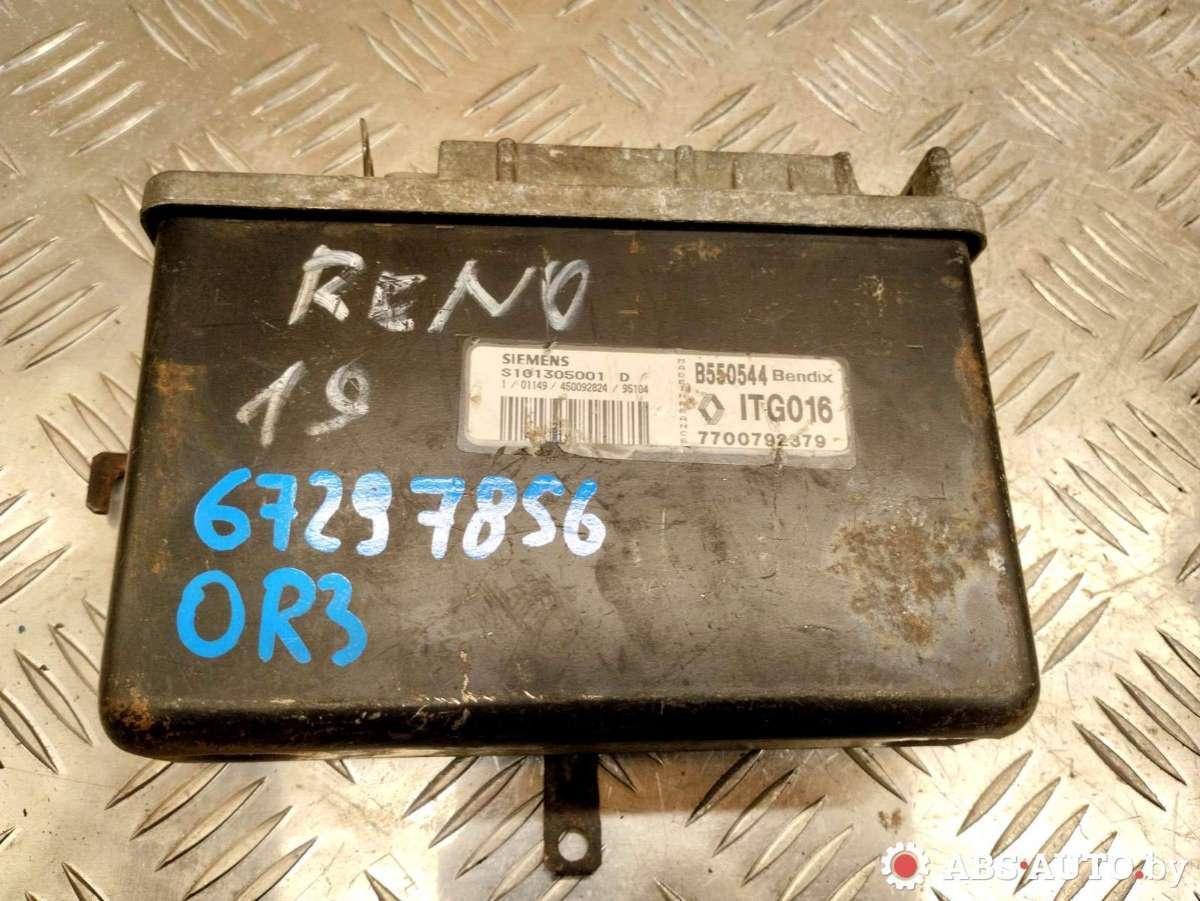 RENO
19
SIEMENS
S101305001 D
1 / 01149 / 450092824 / 95104
B550544 Bendix
ITG016
7700792379
67297856
OR3
ABS-AUTO.by